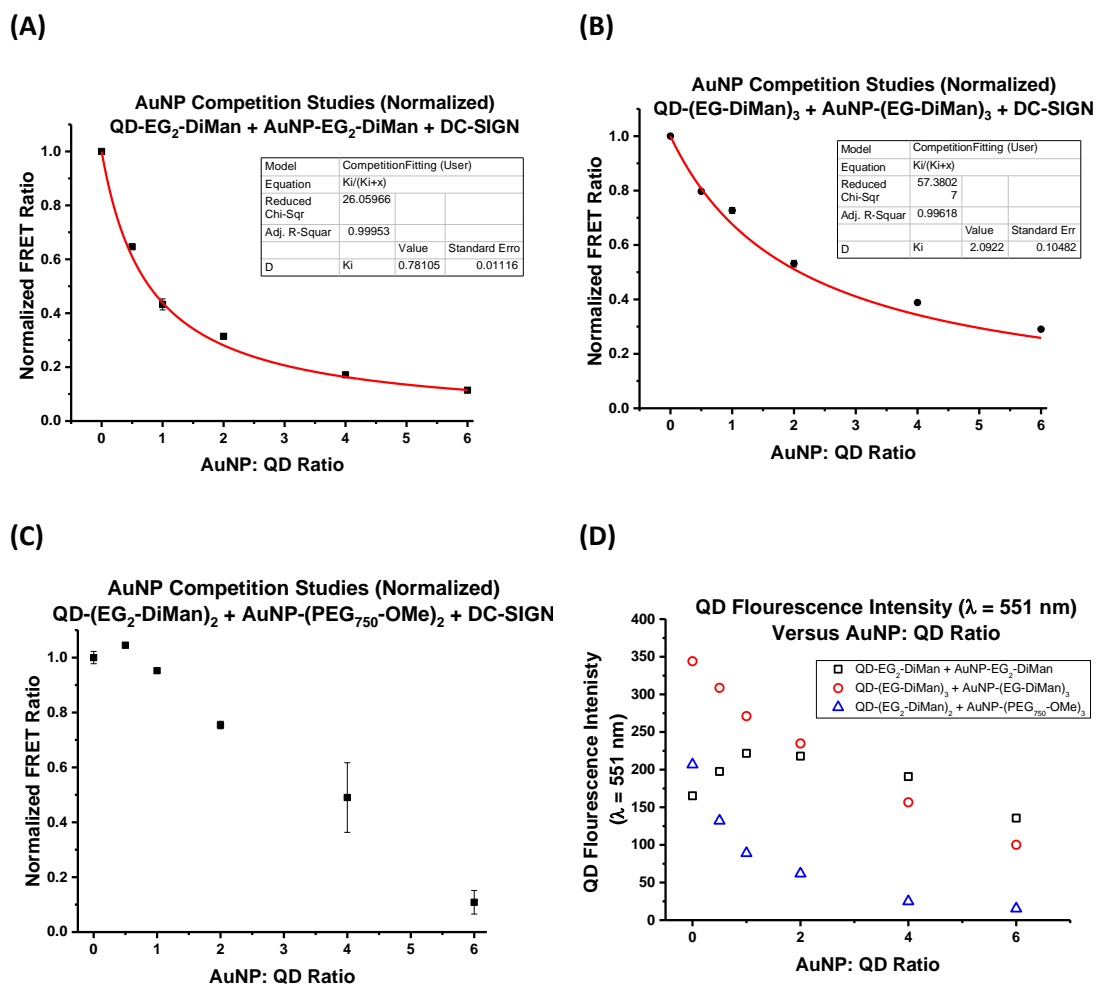 (A)
AuNP Competition Studies (Normalized)
QD-EG₂-DiMan + AuNP-EG₂-DiMan + DC-SIGN
Normalized FRET Ratio
1.0
0.8
0.6
0.4
0.2
0.0
Model CompetitionFitting (User)
Equation Ki/(Ki+x)
Reduced 26.05966
Chi-Sqr
Adj. R-Squar 0.99953
Value Standard Erro
D Ki 0.78105 0.01116
0 1 2 3 4 5 6
AuNP: QD Ratio
(B)
AuNP Competition Studies (Normalized)
QD-(EG-DiMan)₃ + AuNP-(EG-DiMan)₃ + DC-SIGN
Normalized FRET Ratio
1.0
0.8
0.6
0.4
0.2
0.0
Model CompetitionFitting (User)
Equation Ki/(Ki+x)
Reduced 57.3802
Chi-Sqr 7
Adj. R-Squar 0.99618
Value Standard Err
D Ki 2.0922 0.10482
0 1 2 3 4 5 6
AuNP: QD Ratio
(C)
AuNP Competition Studies (Normalized)
QD-(EG₂-DiMan)₂ + AuNP-(PEG₇₅₀-OMe)₂ + DC-SIGN
Normalized FRET Ratio
1.0
0.8
0.6
0.4
0.2
0.0
0 1 2 3 4 5 6
AuNP: QD Ratio
(D)
QD Flourescence Intensity (λ = 551 nm)
Versus AuNP: QD Ratio
QD Flourescence Intenisty
(λ = 551 nm)
400
350
300
250
200
150
100
50
0
QD-EG₂-DiMan + AuNP-EG₂-DiMan
QD-(EG-DiMan)₃ + AuNP-(EG-DiMan)₃
QD-(EG₂-DiMan)₂ + AuNP-(PEG₇₅₀-OMe)₃
0 2 4 6
AuNP: QD Ratio